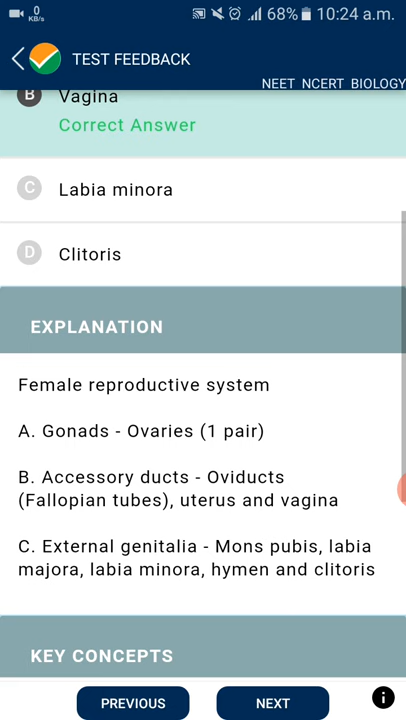 0
KB/s
68% 10:24 a.m.
TEST FEEDBACK
NEET NCERT BIOLOGY
B Vagina
Correct Answer
C Labia minora
D Clitoris
EXPLANATION
Female reproductive system
A. Gonads - Ovaries (1 pair)
B. Accessory ducts - Oviducts
(Fallopian tubes), uterus and vagina
C. External genitalia - Mons pubis, labia
majora, labia minora, hymen and clitoris
KEY CONCEPTS
PREVIOUS
NEXT